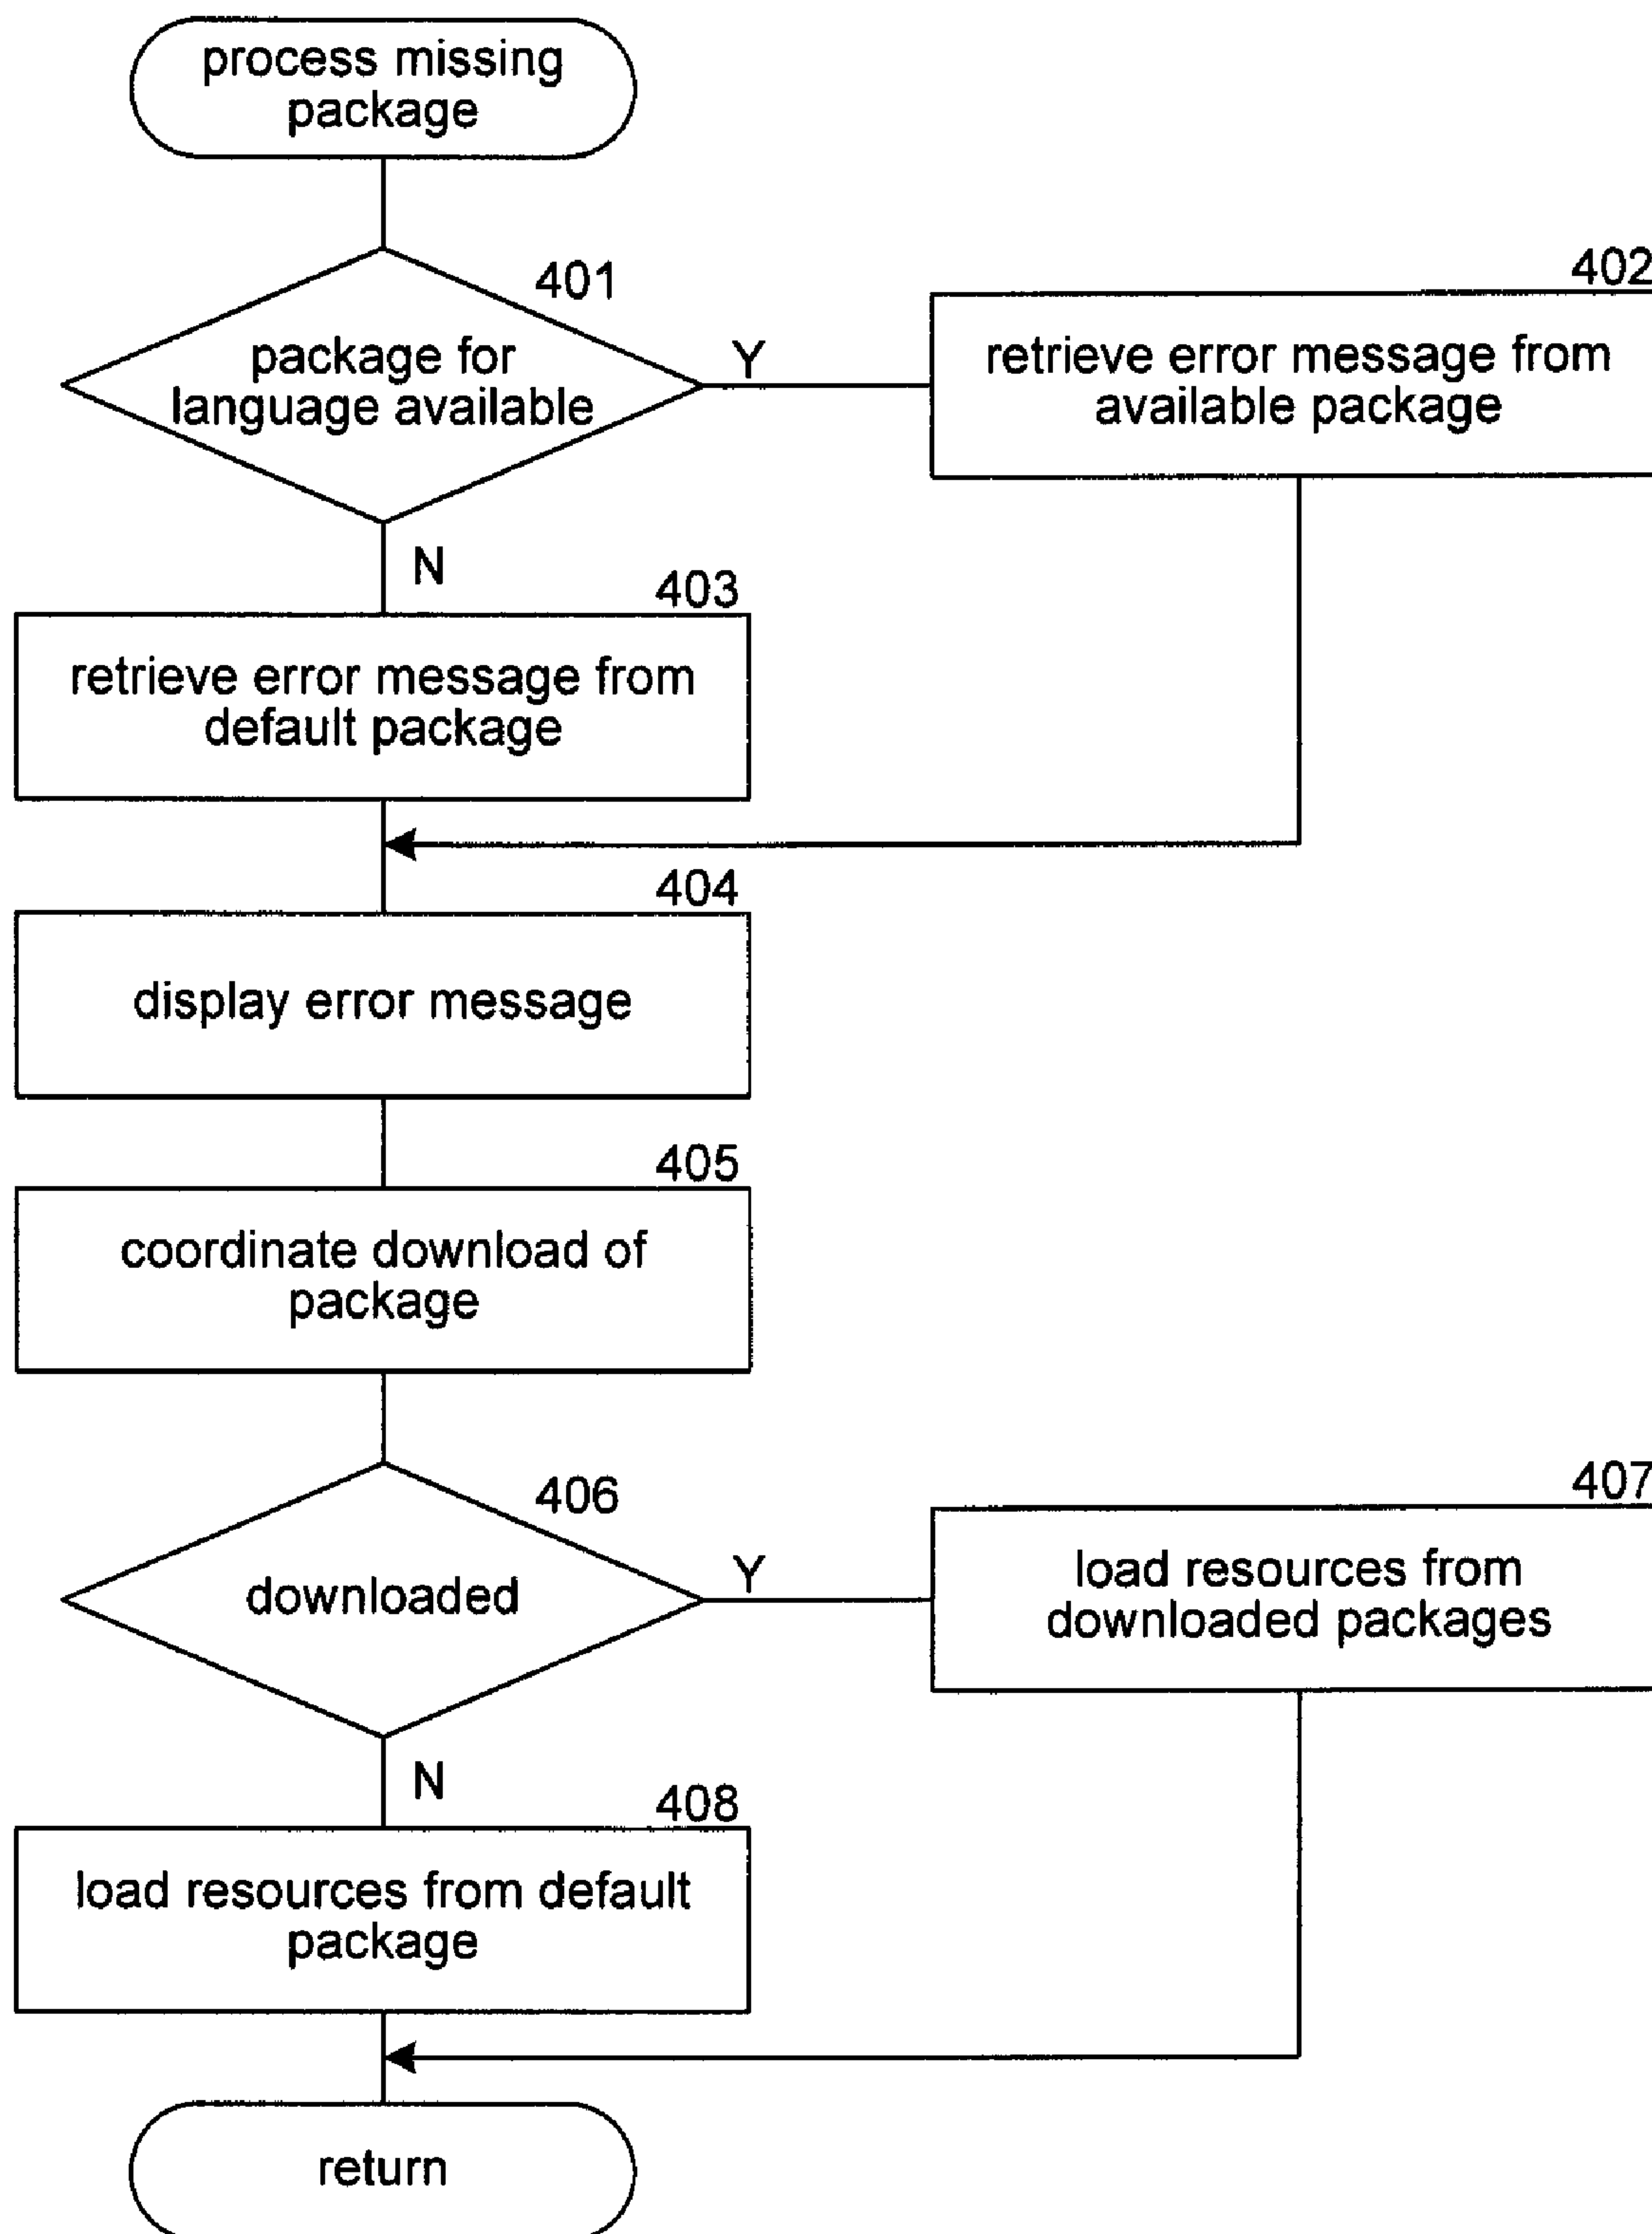 process missing
package
401
package for
language available
Y
402
retrieve error message from
available package
N
403
retrieve error message from
default package
404
display error message
405
coordinate download of
package
406
downloaded
Y
407
load resources from
downloaded packages
N
408
load resources from default
package
return